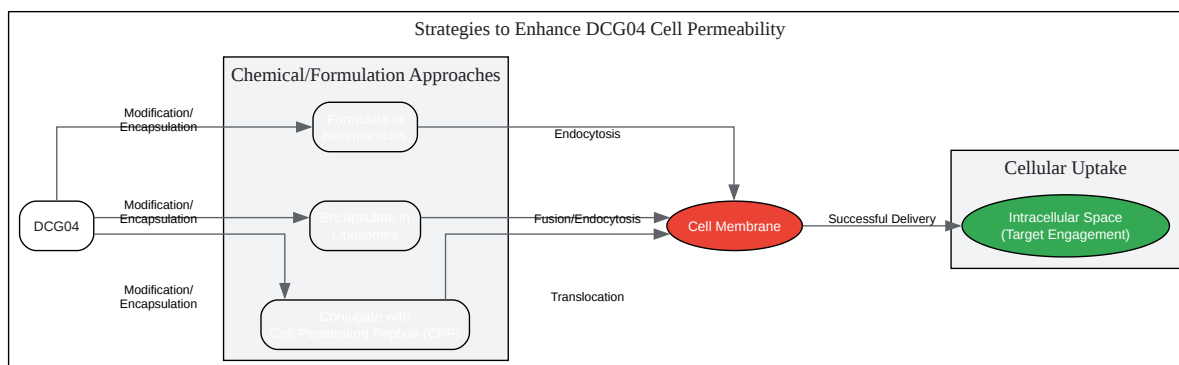 Strategies to Enhance DCG04 Cell Permeability
Chemical/Formulation Approaches
Modification/
Encapsulation
Formulate in
Nanoparticles
Endocytosis
Cellular Uptake
DCG04
Modification/
Encapsulation
Encapsulate in
Liposomes
Fusion/Endocytosis
Cell Membrane
Successful Delivery
Intracellular Space
(Target Engagement)
Modification/
Encapsulation
Conjugate with
Cell-Penetrating Peptide (CPP)
Translocation